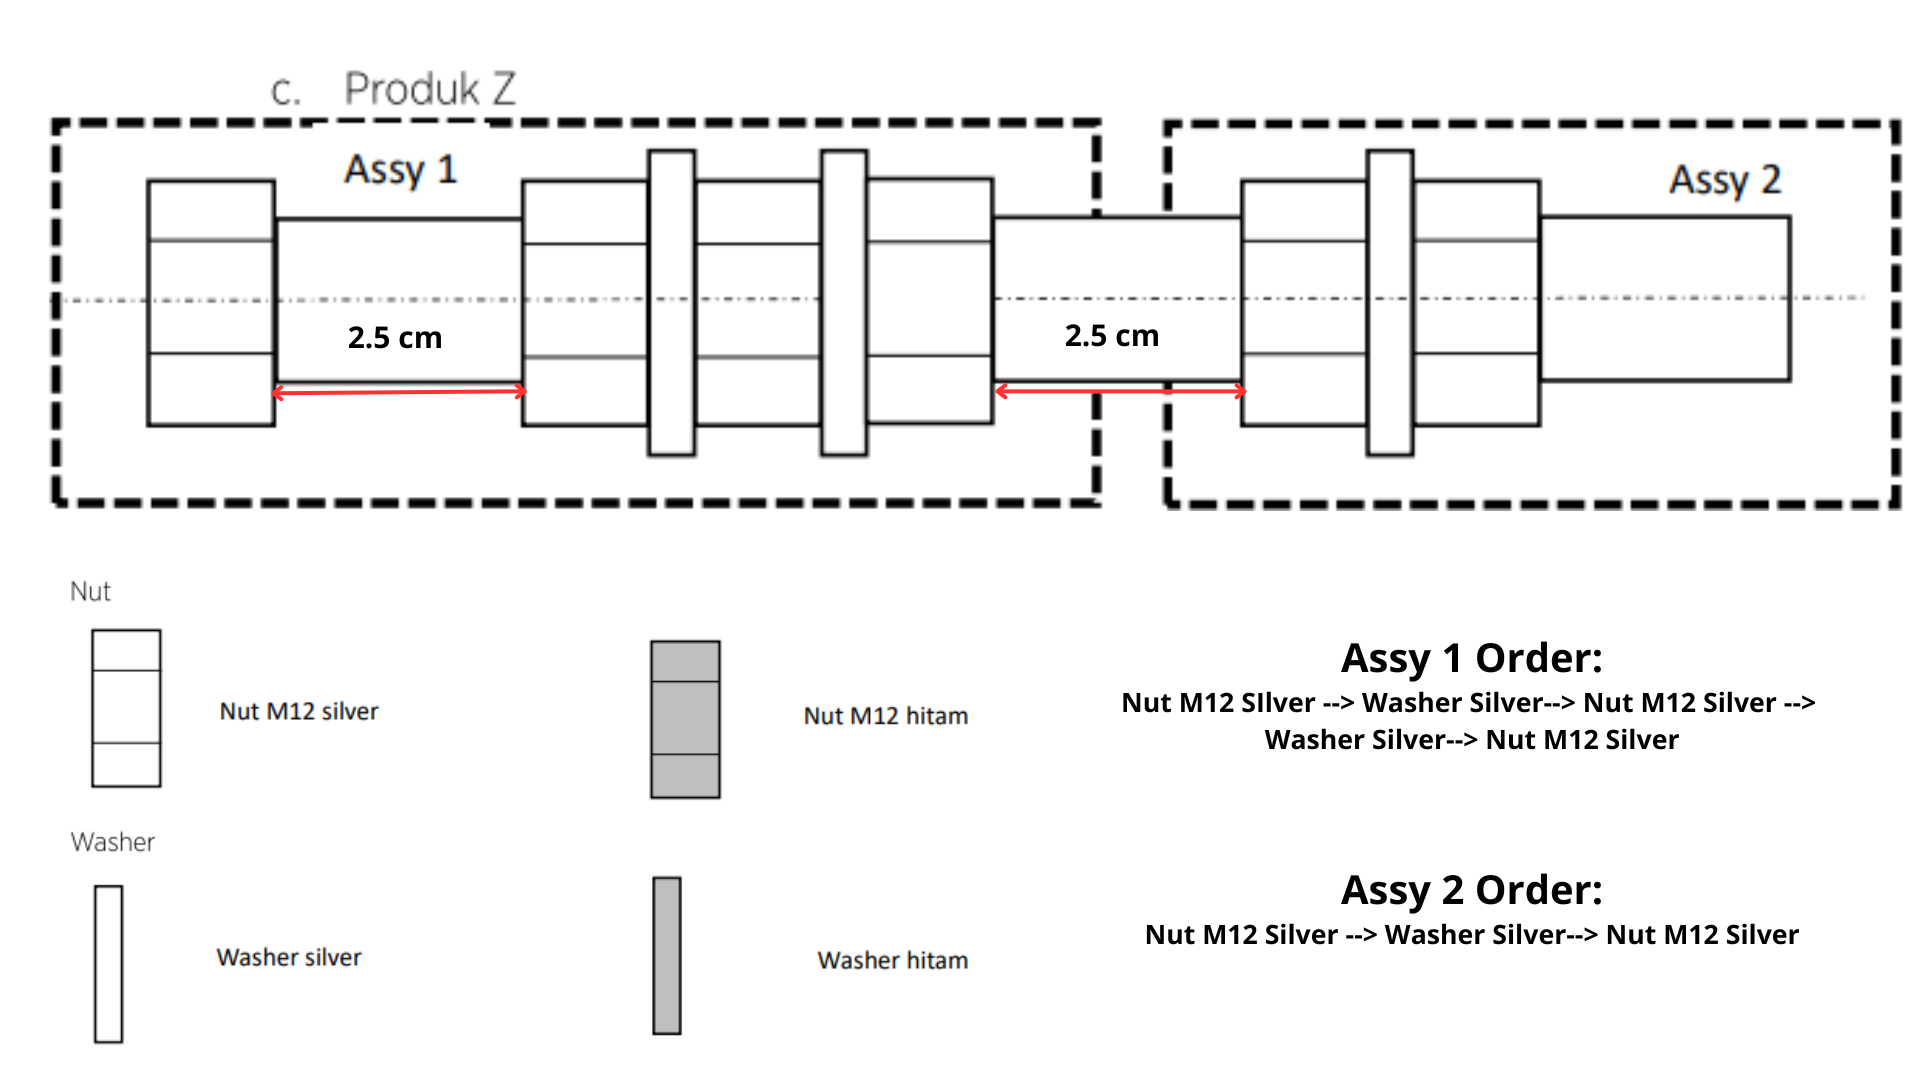 c. Produk Z
Assy 1
Assy 2
2.5 cm
2.5 cm
Nut
Nut M12 silver
Nut M12 hitam
Washer
Washer silver
Washer hitam
Assy 1 Order:
Nut M12 SIlver --> Washer Silver--> Nut M12 Silver -->
Washer Silver--> Nut M12 Silver
Assy 2 Order:
Nut M12 Silver --> Washer Silver--> Nut M12 Silver